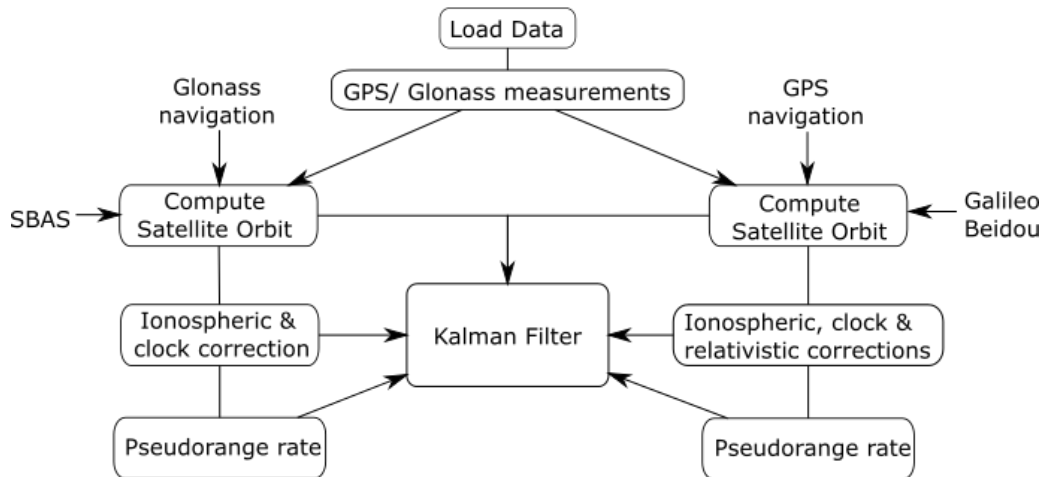 Load Data
GPS/ Glonass measurements
Glonass
navigation
GPS
navigation
SBAS
Compute
Satellite Orbit
Compute
Satellite Orbit
Galileo
Beidou
Ionospheric &
clock correction
Kalman Filter
Ionospheric, clock &
relativistic corrections
Pseudorange rate
Pseudorange rate